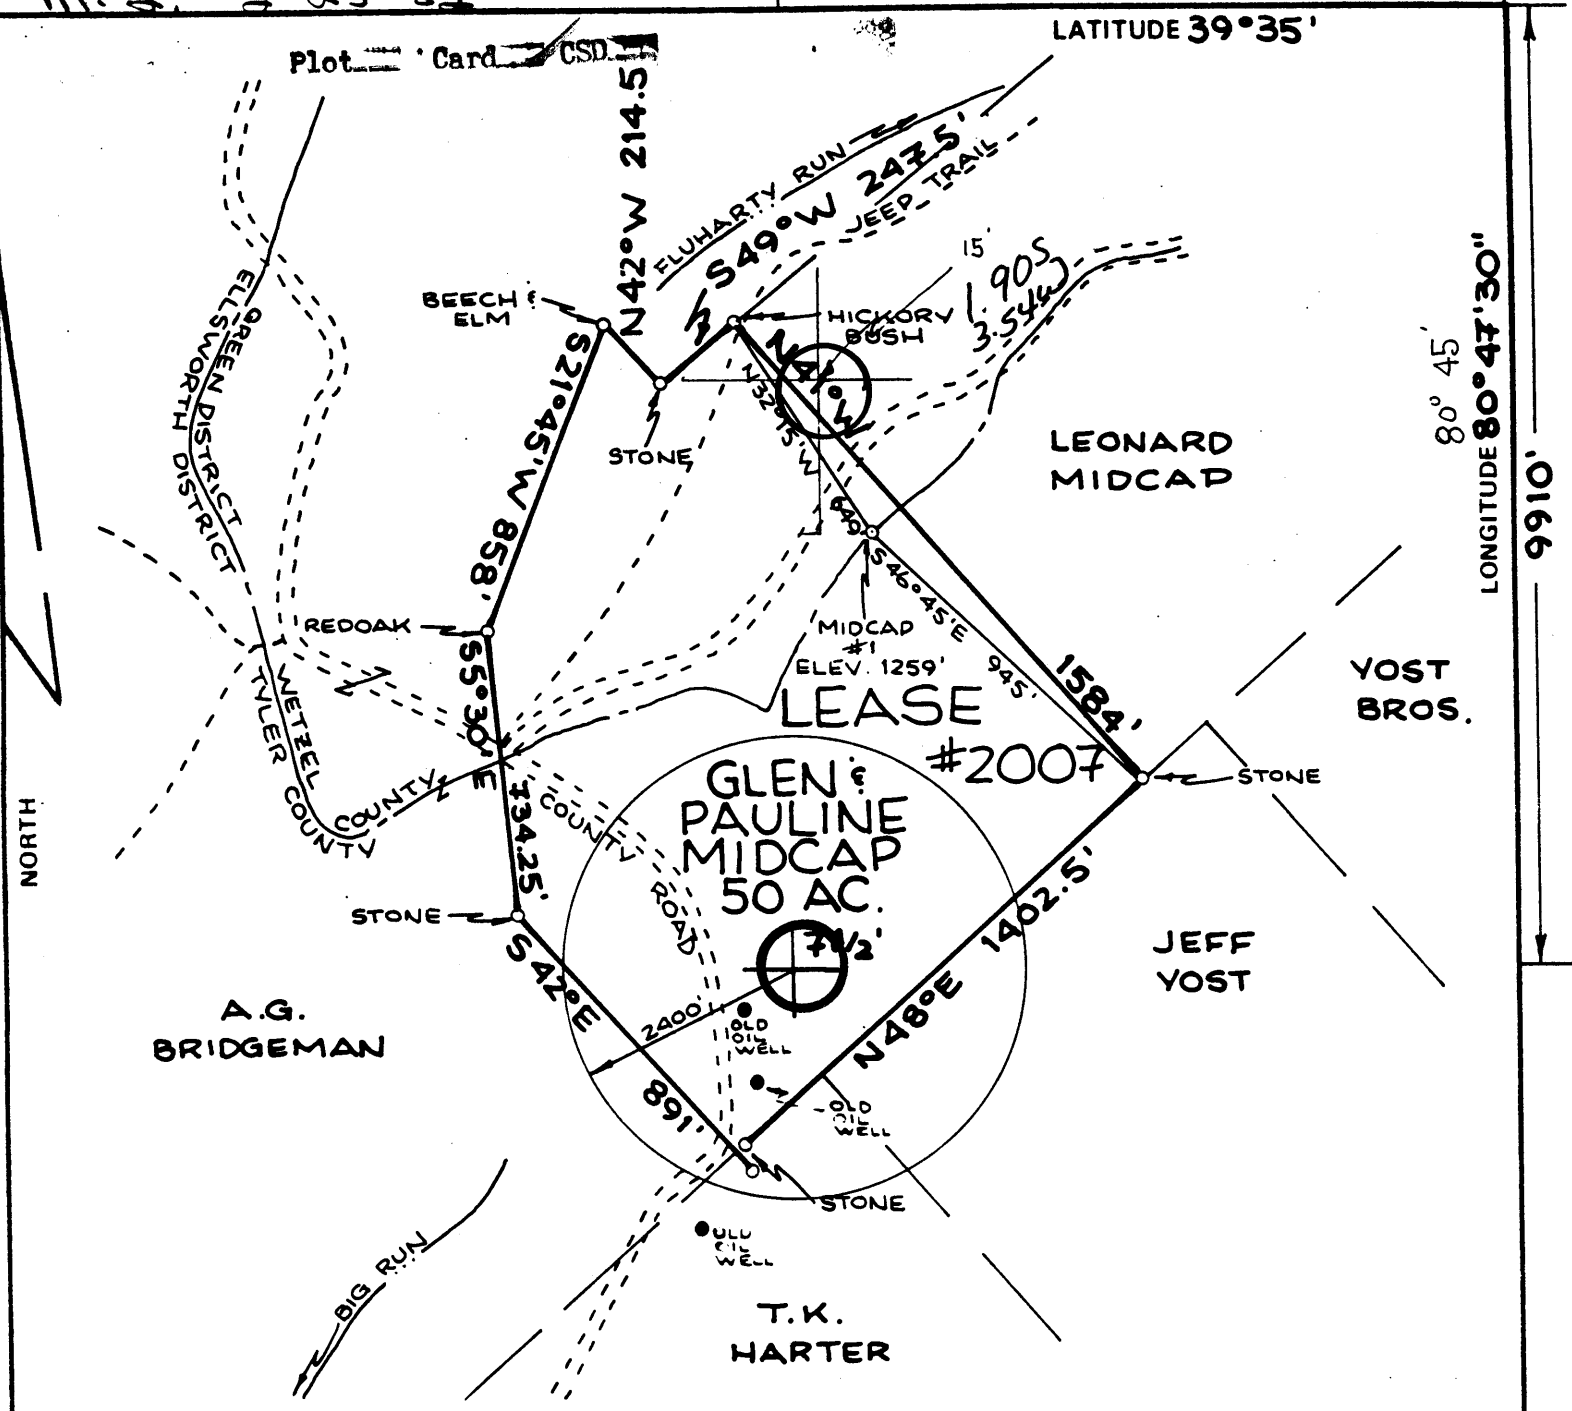 Plot Card CSD
LATITUDE 39°35'
N42°W 214.5
FLUHARTY RUN
S49°W 247.5'
JEEP TRAIL
15'
1.90S
3.54W
BEECH &
ELM
HICKORY
BUSH
STONE
N41°W
N32°15'W
640'
S21°45'W 858'
GREEN DISTRICT
ELLSWORTH DISTRICT
LEONARD
MIDCAP
80° 45'
LONGITUDE 80°47'30"
9910'
REDOAK
S46°45'E
945'
MIDCAP
#1
ELEV. 1259'
1584'
LEASE
#2007
YOST
BROS.
S5°30'E
734.25'
WETZEL COUNTY
TYLER COUNTY
STONE
NORTH
GLEN &
PAULINE
MIDCAP
50 AC.
7 1/2'
COUNTY ROAD
STONE
S42°E
891'
N48°E 1402.5'
JEFF
YOST
A.G.
BRIDGEMAN
2400'
OLD
OIL
WELL
OLD
OIL
WELL
STONE
OLD
OIL
WELL
BIG RUN
T.K.
HARTER